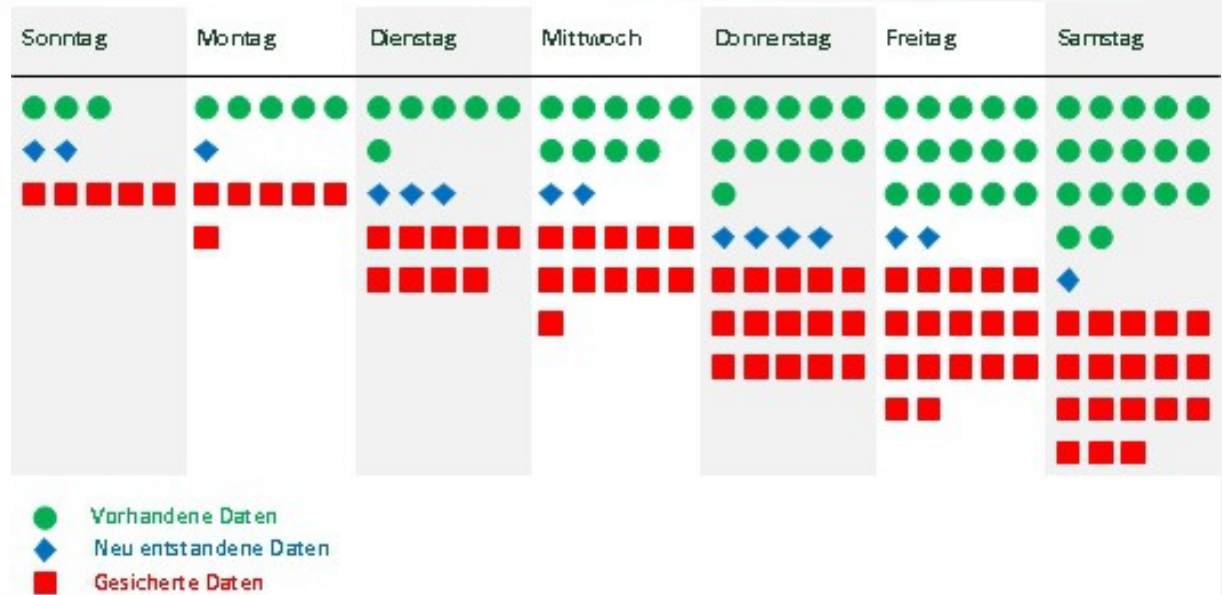 Sonntag Montag Dienstag Mittwoch Donnerstag Freitag Samstag
Vorhandene Daten
Neu entstandene Daten
Gesicherte Daten